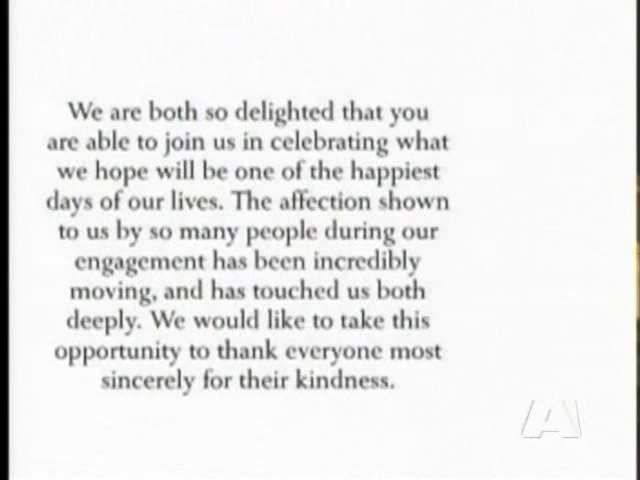 We are both so delighted that you
are able to join us in celebrating what
we hope will be one of the happiest
days of our lives. The affection shown
to us by so many people during our
engagement has been incredibly
moving, and has touched us both
deeply. We would like to take this
opportunity to thank everyone most
sincerely for their kindness.
A